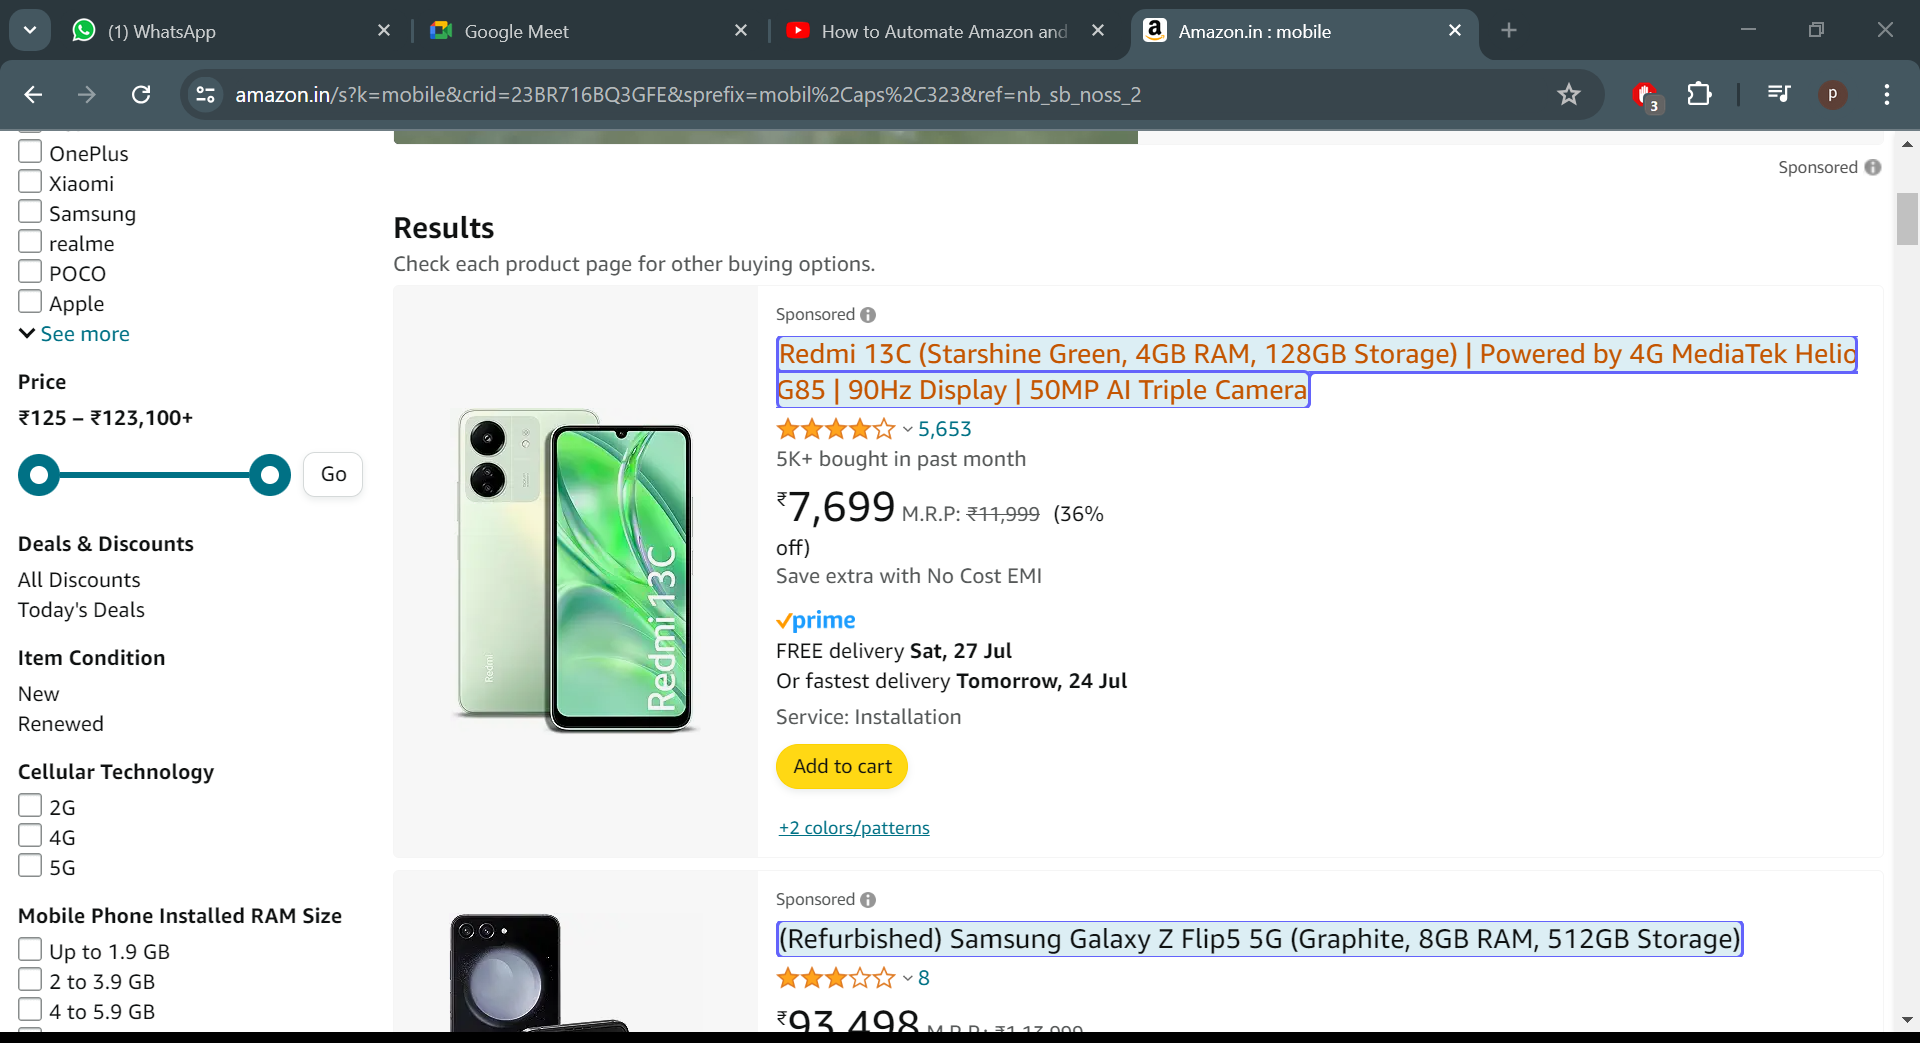 (1) WhatsApp
Google Meet
How to Automate Amazon and
Amazon.in : mobile
amazon.in/s?k=mobile&crid=23BR716BQ3GFE&sprefix=mobil%2Caps%2C323&ref=nb_sb_noss_2
3
p
OnePlus
Xiaomi
Samsung
realme
POCO
Apple
See more
Price
₹125 – ₹123,100+
Go
Deals & Discounts
All Discounts
Today's Deals
Item Condition
New
Renewed
Cellular Technology
2G
4G
5G
Mobile Phone Installed RAM Size
Up to 1.9 GB
2 to 3.9 GB
4 to 5.9 GB
Sponsored
Results
Check each product page for other buying options.
Redmi
Redmi 13C
Sponsored
Redmi 13C (Starshine Green, 4GB RAM, 128GB Storage) | Powered by 4G MediaTek Helio
G85 | 90Hz Display | 50MP AI Triple Camera
5,653
5K+ bought in past month
₹7,699 M.R.P: ₹11,999 (36%
off)
Save extra with No Cost EMI
prime
FREE delivery Sat, 27 Jul
Or fastest delivery Tomorrow, 24 Jul
Service: Installation
Add to cart
+2 colors/patterns
Sponsored
(Refurbished) Samsung Galaxy Z Flip5 5G (Graphite, 8GB RAM, 512GB Storage)
8
₹93,498 M.R.P: ₹1,13,999